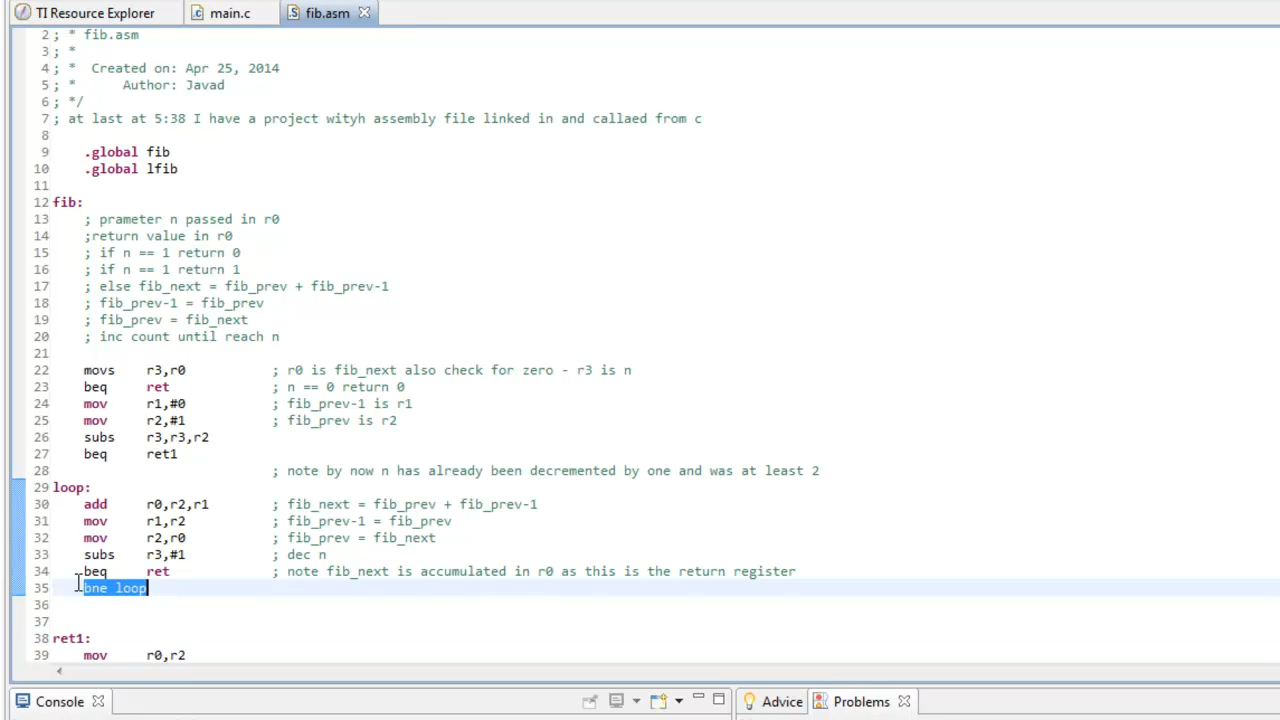 TI Resource Explorer main.c fib.asm
2 ; * fib.asm
3 ; *
4 ; *  Created on: Apr 25, 2014
5 ; *      Author: Javad
6 ; */
7 ; at last at 5:38 I have a project wityh assembly file linked in and callaed from c
8
9     .global fib
10     .global lfib
11
12 fib:
13     ; prameter n passed in r0
14     ;return value in r0
15     ; if n == 1 return 0
16     ; if n == 1 return 1
17     ; else fib_next = fib_prev + fib_prev-1
18     ; fib_prev-1 = fib_prev
19     ; fib_prev = fib_next
20     ; inc count until reach n
21
22     movs    r3,r0           ; r0 is fib_next also check for zero - r3 is n
23     beq     ret             ; n == 0 return 0
24     mov     r1,#0           ; fib_prev-1 is r1
25     mov     r2,#1           ; fib_prev is r2
26     subs    r3,r3,r2
27     beq     ret1
28                             ; note by now n has already been decremented by one and was at least 2
29 loop:
30     add     r0,r2,r1        ; fib_next = fib_prev + fib_prev-1
31     mov     r1,r2           ; fib_prev-1 = fib_prev
32     mov     r2,r0           ; fib_prev = fib_next
33     subs    r3,#1           ; dec n
34     beq     ret             ; note fib_next is accumulated in r0 as this is the return register
35     bne loop
36
37
38 ret1:
39     mov     r0,r2
Console Advice Problems